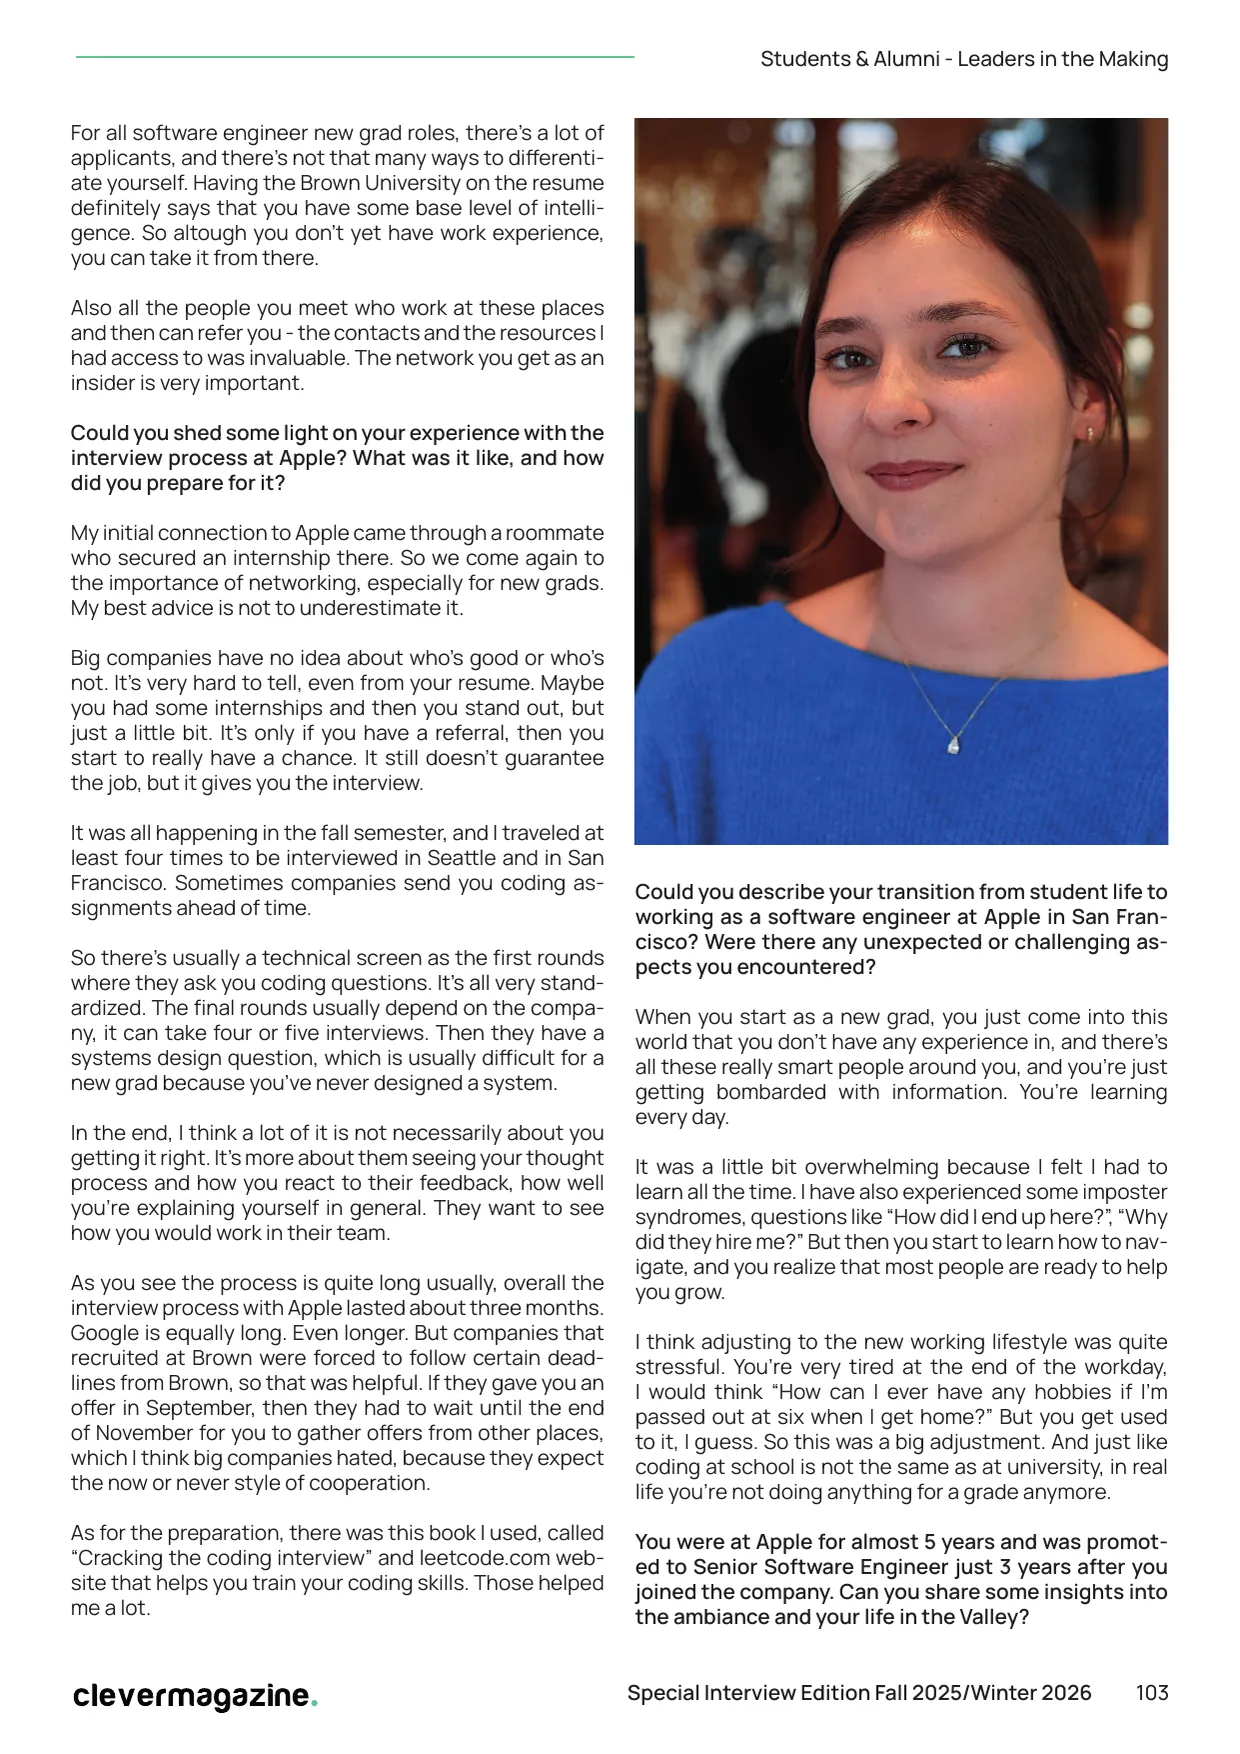 Students & Alumni - Leaders in the Making
For all software engineer new grad roles, there's a lot of
applicants, and there's not that many ways to differenti-
ate yourself. Having the Brown University on the resume
definitely says that you have some base level of intelli-
gence. So altough you don't yet have work experience,
you can take it from there.
Also all the people you meet who work at these places
and then can refer you - the contacts and the resources I
had access to was invaluable. The network you get as an
insider is very important.
Could you shed some light on your experience with the
interview process at Apple? What was it like, and how
did you prepare for it?
My initial connection to Apple came through a roommate
who secured an internship there. So we come again to
the importance of networking, especially for new grads.
My best advice is not to underestimate it.
Big companies have no idea about who's good or who's
not. It's very hard to tell, even from your resume. Maybe
you had some internships and then you stand out, but
just a little bit. It's only if you have a referral, then you
start to really have a chance. It still doesn't guarantee
the job, but it gives you the interview.
It was all happening in the fall semester, and I traveled at
least four times to be interviewed in Seattle and in San
Francisco. Sometimes companies send you coding as-
signments ahead of time.
So there's usually a technical screen as the first rounds
where they ask you coding questions. It's all very stand-
ardized. The final rounds usually depend on the compa-
ny, it can take four or five interviews. Then they have a
systems design question, which is usually difficult for a
new grad because you've never designed a system.
In the end, I think a lot of it is not necessarily about you
getting it right. It's more about them seeing your thought
process and how you react to their feedback, how well
you're explaining yourself in general. They want to see
how you would work in their team.
As you see the process is quite long usually, overall the
interview process with Apple lasted about three months.
Google is equally long. Even longer. But companies that
recruited at Brown were forced to follow certain dead-
lines from Brown, so that was helpful. If they gave you an
offer in September, then they had to wait until the end
of November for you to gather offers from other places,
which I think big companies hated, because they expect
the now or never style of cooperation.
As for the preparation, there was this book I used, called
“Cracking the coding interview” and leetcode.com web-
site that helps you train your coding skills. Those helped
me a lot.
Could you describe your transition from student life to
working as a software engineer at Apple in San Fran-
cisco? Were there any unexpected or challenging as-
pects you encountered?
When you start as a new grad, you just come into this
world that you don't have any experience in, and there's
all these really smart people around you, and you're just
getting bombarded with information. You're learning
every day.
It was a little bit overwhelming because I felt I had to
learn all the time. I have also experienced some imposter
syndromes, questions like “How did I end up here?”, “Why
did they hire me?” But then you start to learn how to nav-
igate, and you realize that most people are ready to help
you grow.
I think adjusting to the new working lifestyle was quite
stressful. You're very tired at the end of the workday,
I would think “How can I ever have any hobbies if I'm
passed out at six when I get home?” But you get used
to it, I guess. So this was a big adjustment. And just like
coding at school is not the same as at university, in real
life you're not doing anything for a grade anymore.
You were at Apple for almost 5 years and was promot-
ed to Senior Software Engineer just 3 years after you
joined the company. Can you share some insights into
the ambiance and your life in the Valley?
clevermagazine.
Special Interview Edition Fall 2025/Winter 2026 103